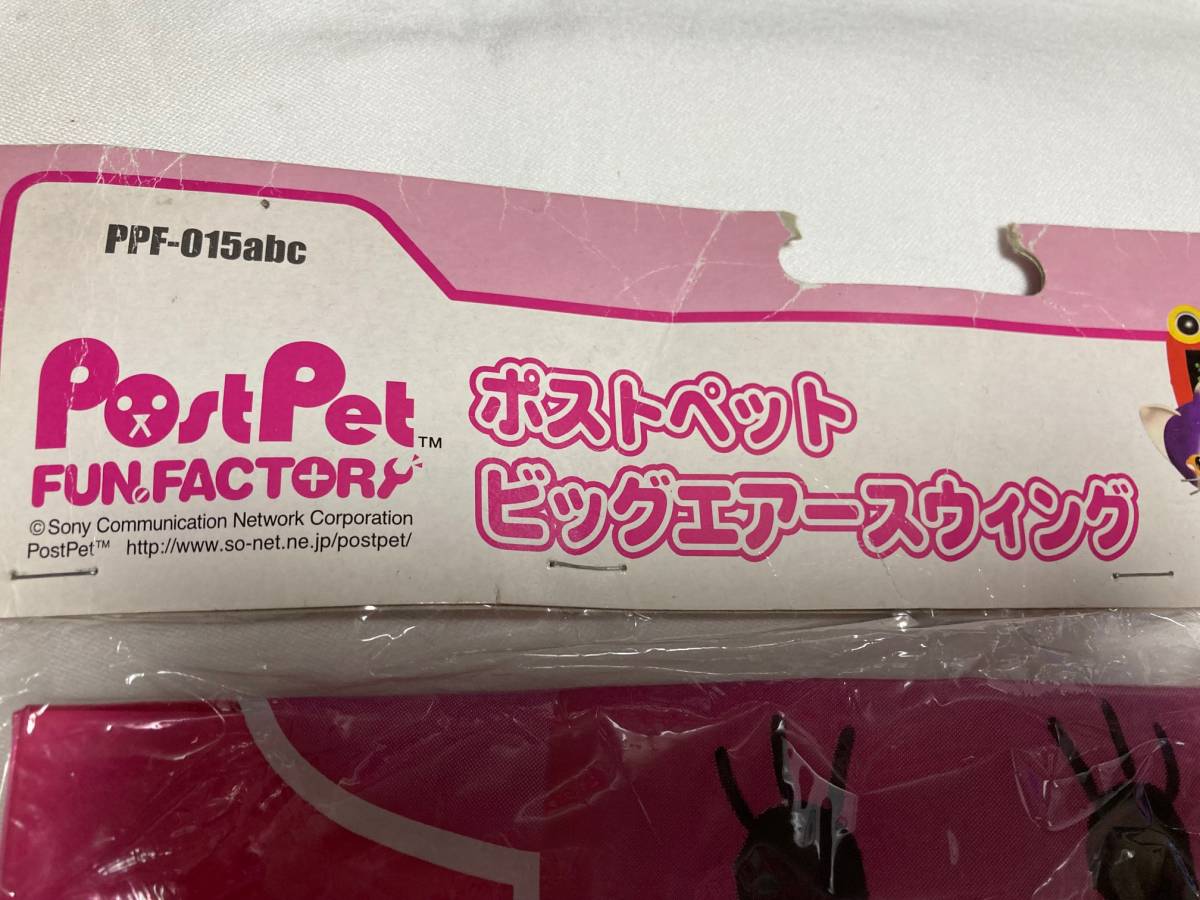 PPF-015abc
PostPet™
FUN.FACTORY
©Sony Communication Network Corporation
PostPet™ http://www.so-net.ne.jp/postpet/
ポストペット
ビッグエアースウィング